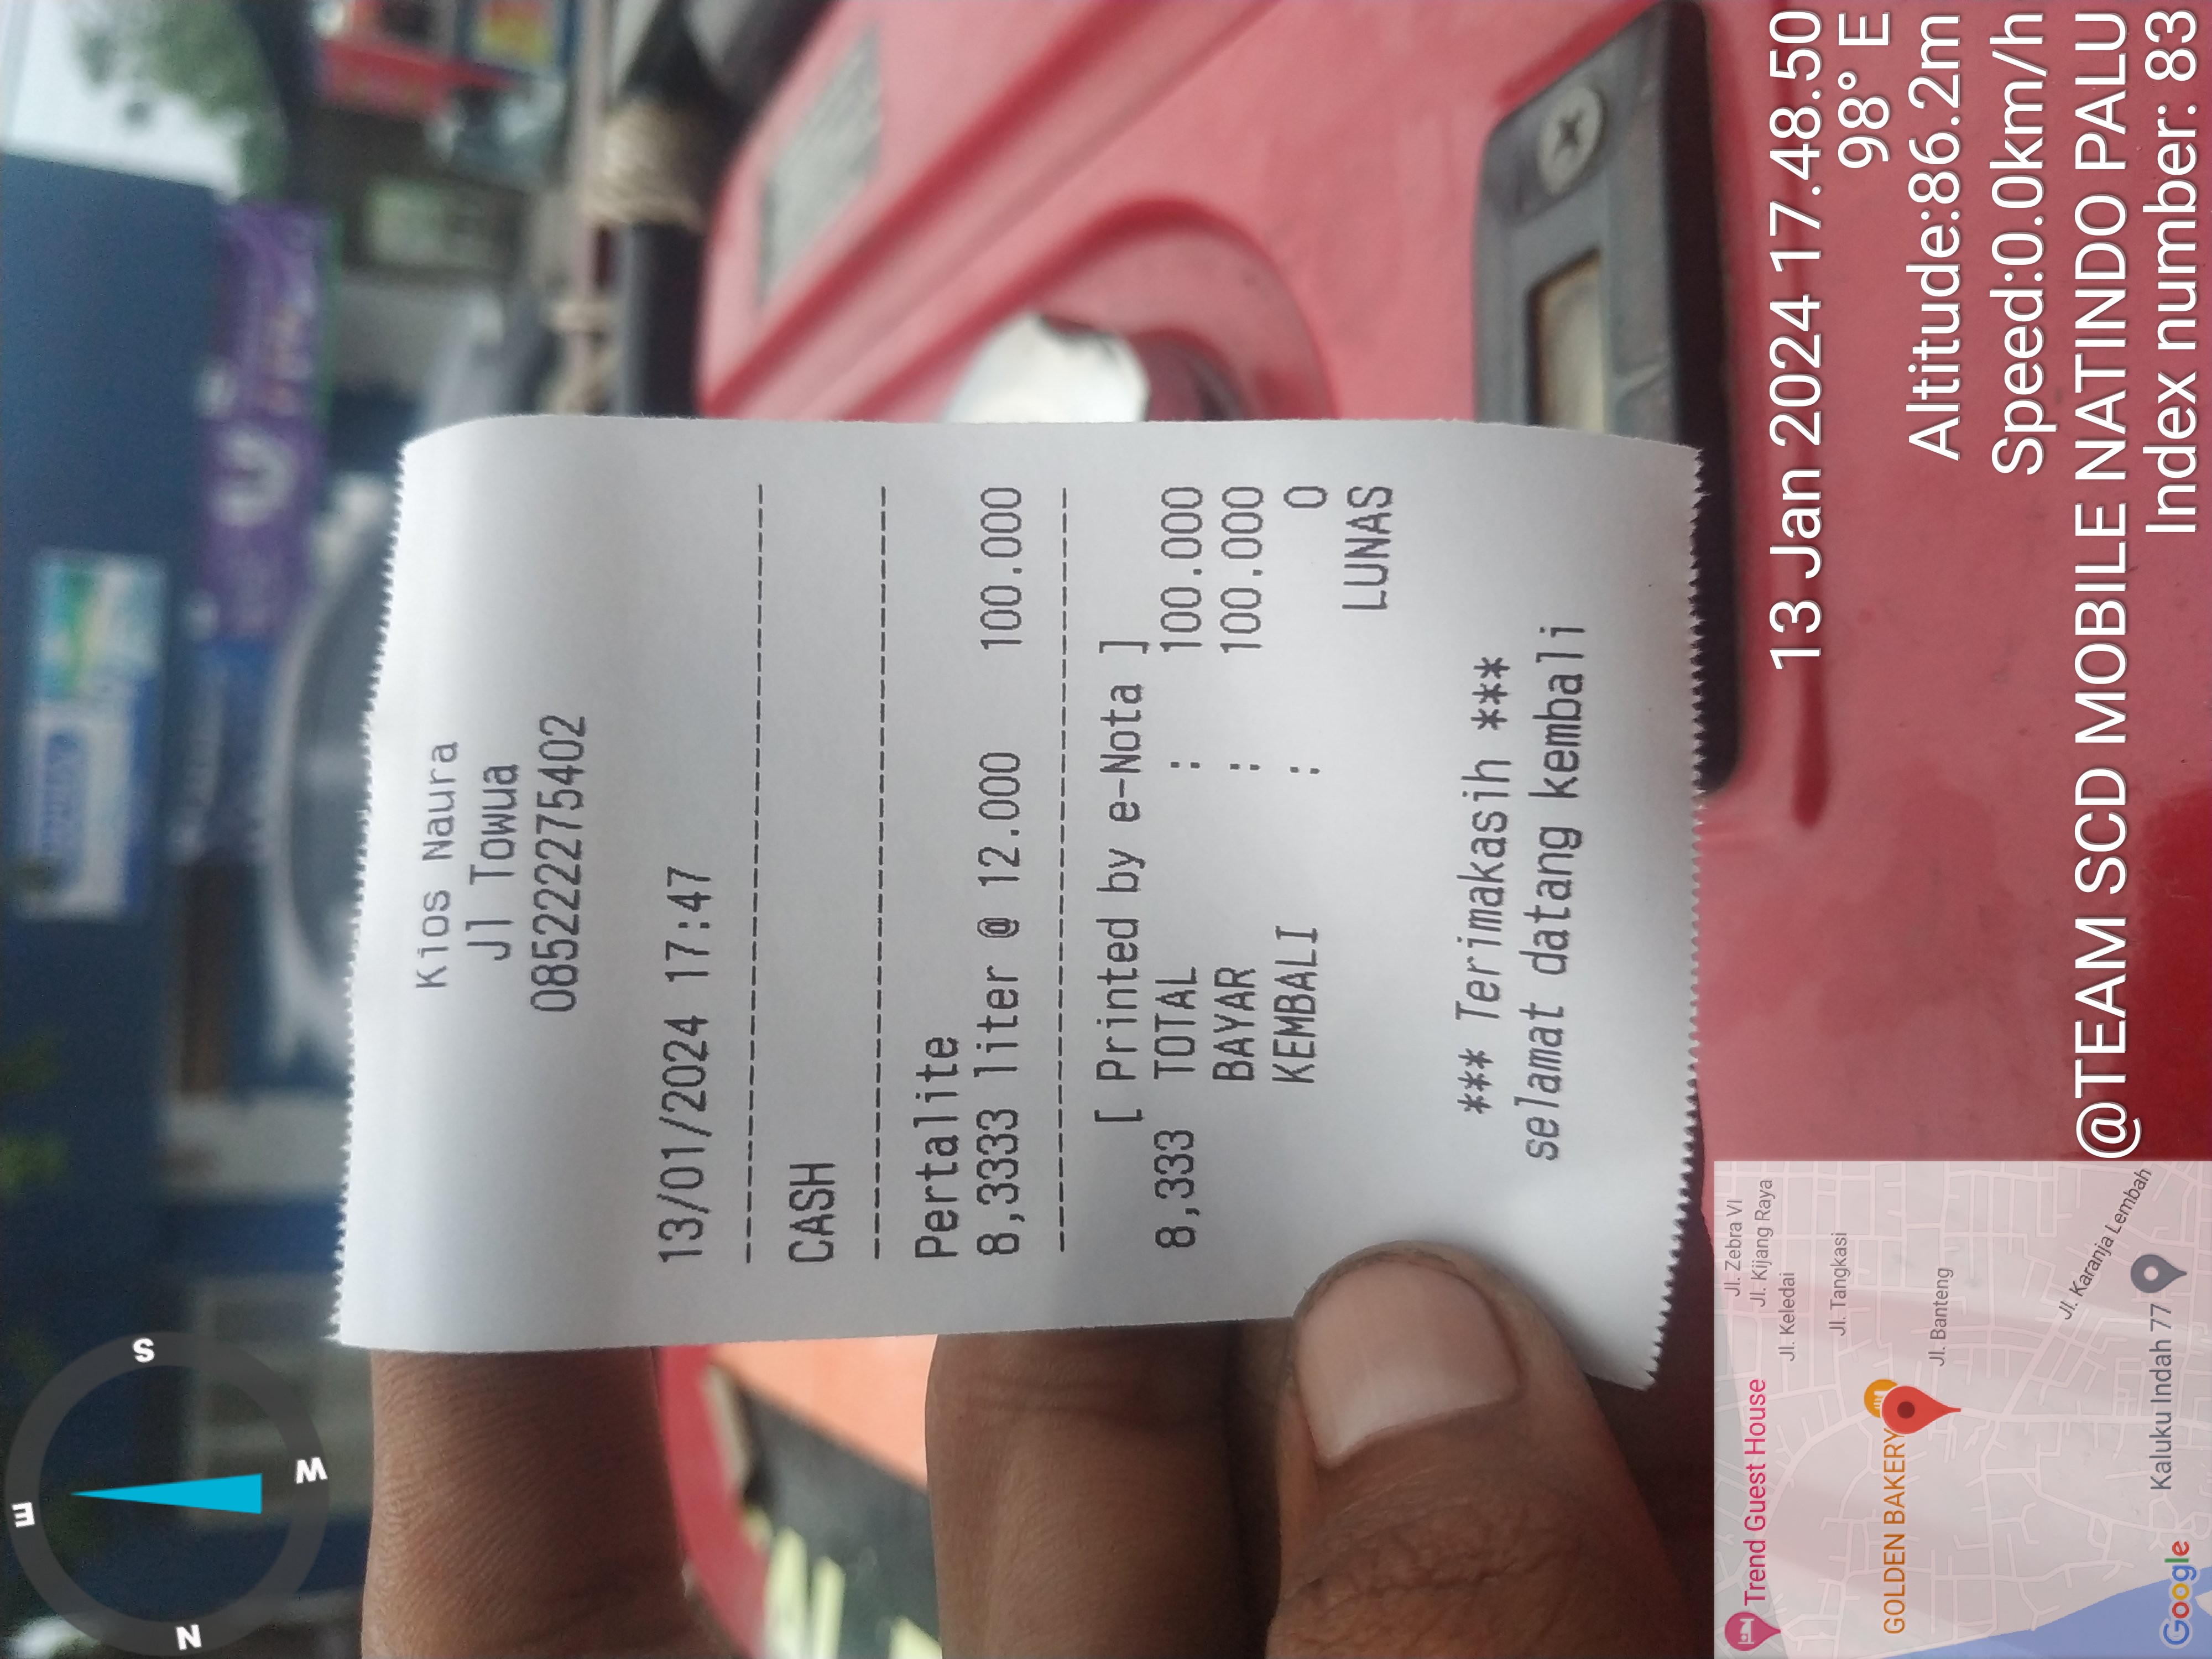 Kios Naura
Jl Towua
085222275402
13/01/2024 17:47
CASH
Pertalite
8,3333 liter @ 12.000 100.000
[ Printed by e-Nota ]
8,333 TOTAL : 100.000
BAYAR : 100.000
KEMBALI : 0
LUNAS
*** Terimakasih ***
selamat datang kembali
13 Jan 2024 17.48.50
98° E
Altitude:86.2m
Speed:0.0km/h
@TEAM SCD MOBILE NATINDO PALU
Index number: 83
N
E
S
W
Jl. Zebra VI
Jl. Kijang Raya
Jl. Keledai
Trend Guest House
Jl. Tangkasi
GOLDEN BAKERY
Jl. Banteng
Jl. Karanja Lembah
Kaluku Indah 77
Google